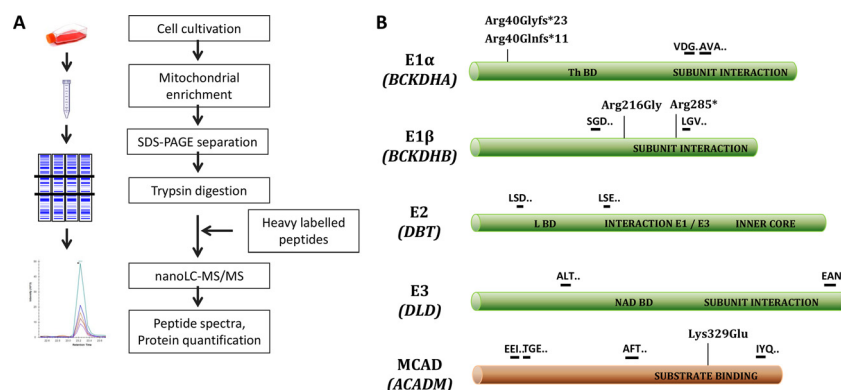 A
Cell cultivation
Mitochondrial
enrichment
SDS-PAGE separation
Trypsin digestion
Heavy labelled
peptides
nanoLC-MS/MS
Peptide spectra,
Protein quantification
B
Arg40Glyfs*23
Arg40Glnfs*11
E1α
(BCKDHA)
VDG.. AVA..
Th BD SUBUNIT INTERACTION
Arg216Gly Arg285*
E1β
(BCKDHB)
SGD.. LGV..
SUBUNIT INTERACTION
E2
(DBT)
LSD.. LSE..
L BD INTERACTION E1 / E3 INNER CORE
E3
(DLD)
ALT.. EAN
NAD BD SUBUNIT INTERACTION
Lys329Glu
MCAD
(ACADM)
EEI.. TGE.. AFT.. IYQ..
SUBSTRATE BINDING